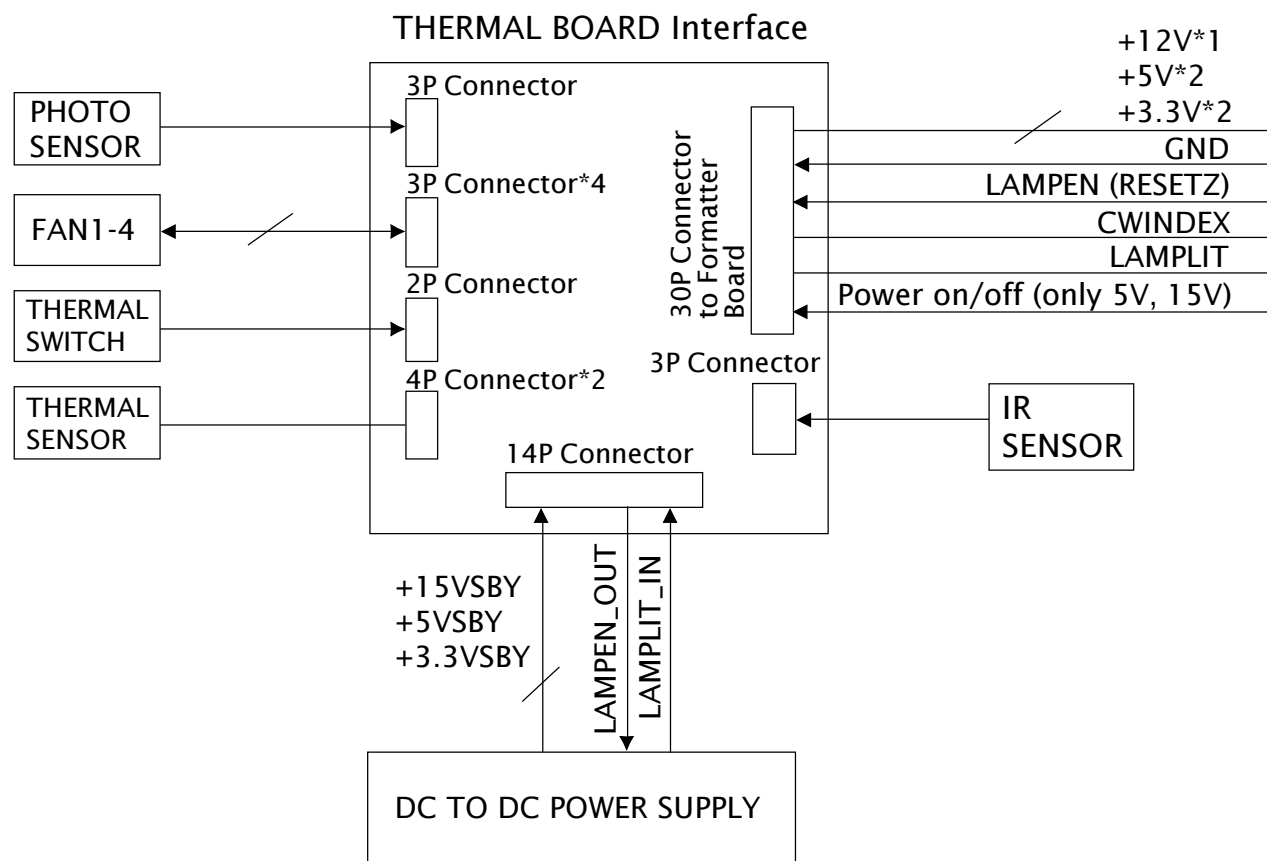 THERMAL BOARD Interface
+12V*1
+5V*2
+3.3V*2
3P Connector
PHOTO
SENSOR
GND
3P Connector*4
LAMPEN (RESETZ)
FAN1-4
CWINDEX
30P Connector
to Formatter
Board
LAMPLIT
2P Connector
Power on/off (only 5V, 15V)
THERMAL
SWITCH
3P Connector
4P Connector*2
THERMAL
SENSOR
IR
SENSOR
14P Connector
+15VSBY
+5VSBY
+3.3VSBY
LAMPEN_OUT
LAMPLIT_IN
DC TO DC POWER SUPPLY